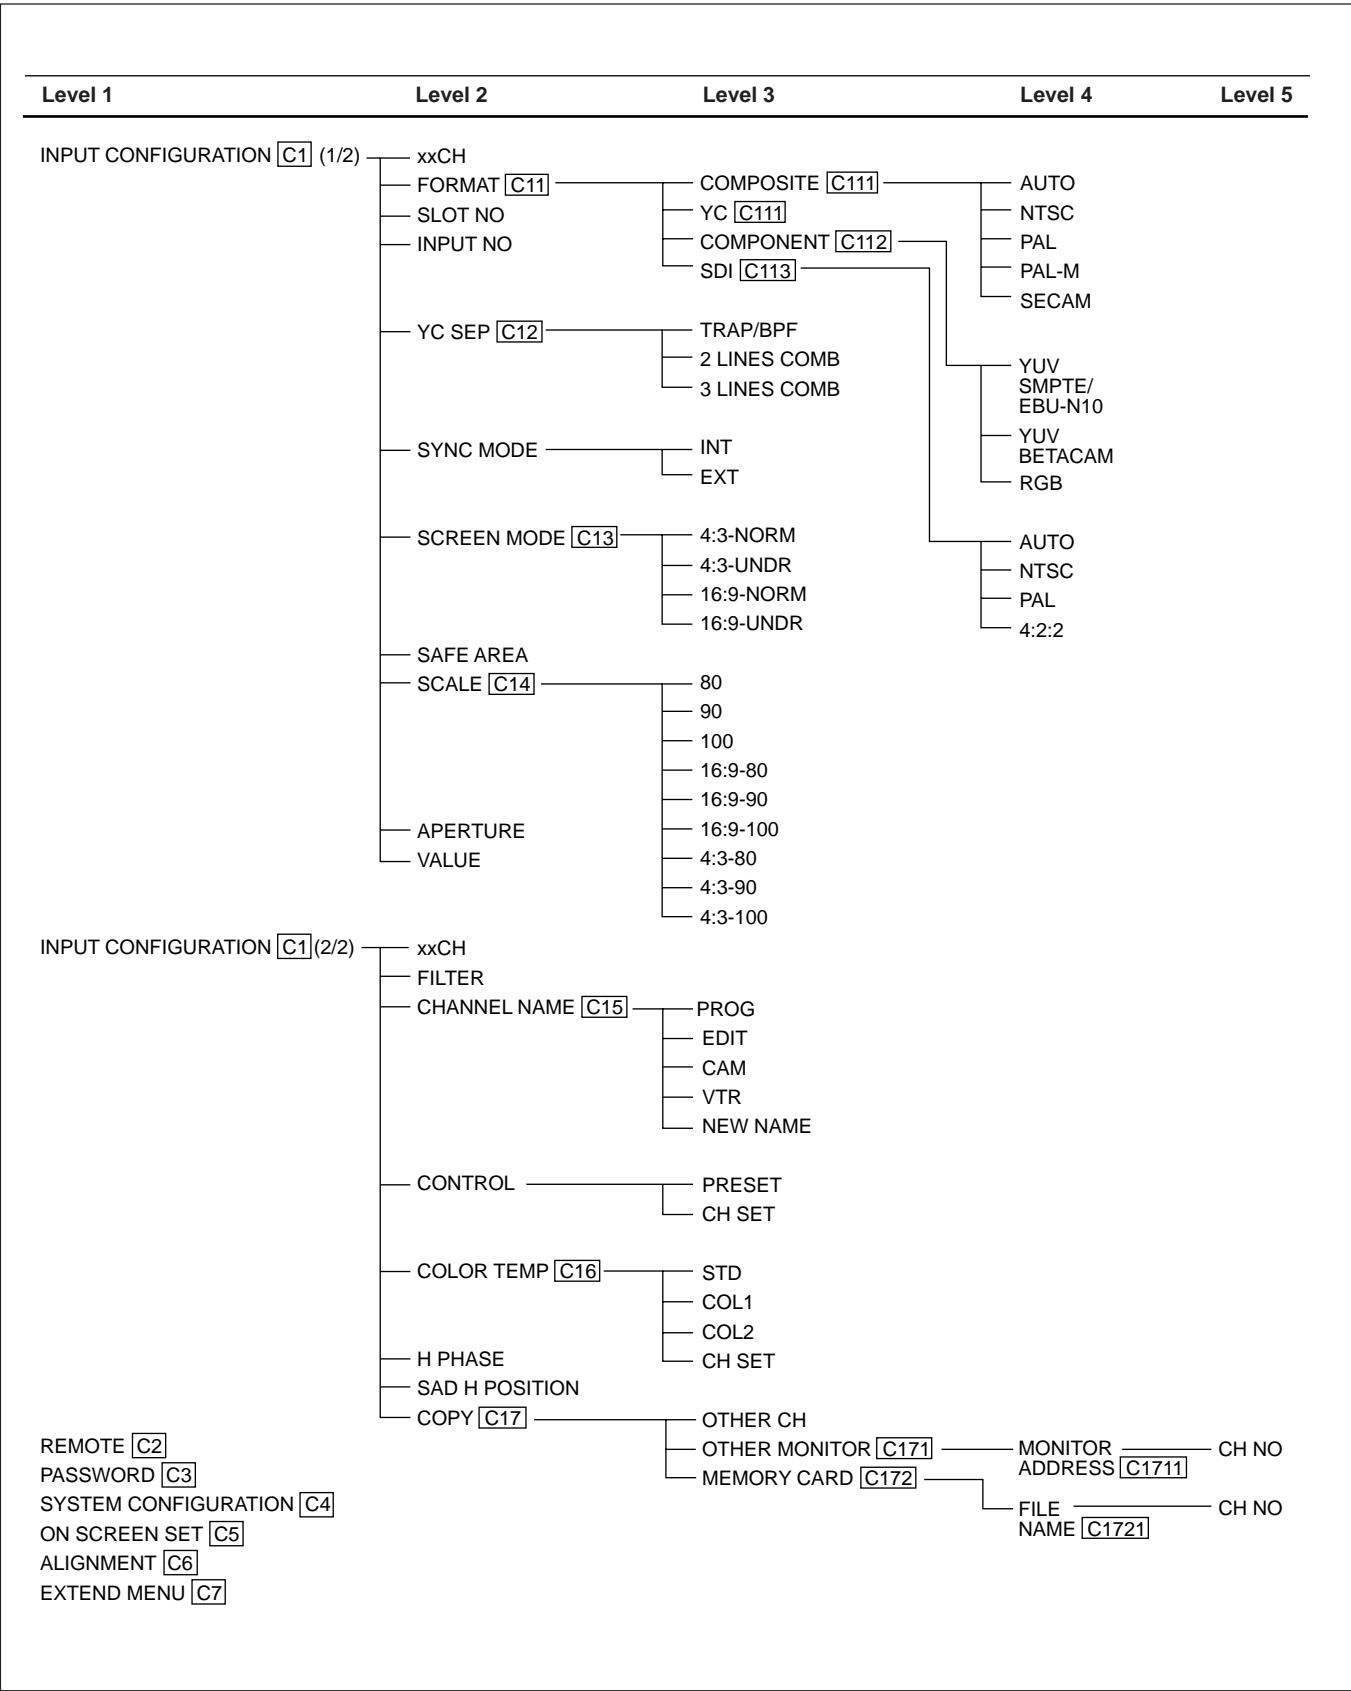 Level 1 Level 2 Level 3 Level 4 Level 5
INPUT CONFIGURATION C1 (1/2)
xxCH
FORMAT C11
COMPOSITE C111
AUTO
NTSC
PAL
PAL-M
SECAM
YC C111
COMPONENT C112
YUV
SMPTE/
EBU-N10
YUV
BETACAM
RGB
SDI C113
AUTO
NTSC
PAL
4:2:2
SLOT NO
INPUT NO
YC SEP C12
TRAP/BPF
2 LINES COMB
3 LINES COMB
SYNC MODE
INT
EXT
SCREEN MODE C13
4:3-NORM
4:3-UNDR
16:9-NORM
16:9-UNDR
SAFE AREA
SCALE C14
80
90
100
16:9-80
16:9-90
16:9-100
4:3-80
4:3-90
4:3-100
APERTURE
VALUE
INPUT CONFIGURATION C1 (2/2)
xxCH
FILTER
CHANNEL NAME C15
PROG
EDIT
CAM
VTR
NEW NAME
CONTROL
PRESET
CH SET
COLOR TEMP C16
STD
COL1
COL2
CH SET
H PHASE
SAD H POSITION
COPY C17
OTHER CH
OTHER MONITOR C171
MONITOR
ADDRESS C1711
CH NO
MEMORY CARD C172
FILE
NAME C1721
CH NO
REMOTE C2
PASSWORD C3
SYSTEM CONFIGURATION C4
ON SCREEN SET C5
ALIGNMENT C6
EXTEND MENU C7